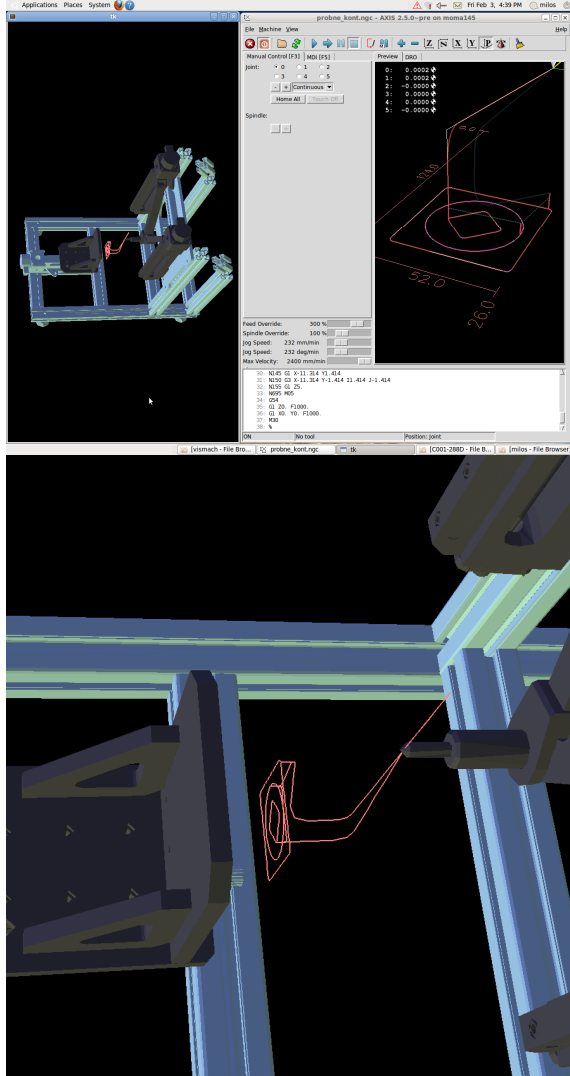 Applications Places System Fri Feb 3, 4:39 PM milos
tk
probne_kont.ngc - AXIS 2.5.0~pre on moma145
File Machine View Help
Z N X Y P
Manual Control [F3] MDI [F5]
Preview DRO
Joint: 0 1 2
3 4 5
- + Continuous
Home All Touch Off
Spindle:
0: 0.0002
1: 0.0002
2: -0.0000
3: 0.0000
4: 0.0000
5: -0.0000
124.0
52.0
26.0
Feed Override: 300 %
Spindle Override: 100 %
Jog Speed: 232 mm/min
Jog Speed: 232 deg/min
Max Velocity: 2400 mm/min
30: N145 G1 X-11.314 Y1.414
31: N150 G3 X-11.314 Y-1.414 I1.414 J-1.414
32: N155 G1 Z5.
33: N695 M05
34: G54
35: G1 Z0. F1000.
36: G1 X0. Y0. F1000.
37: M30
38: %
ON No tool Position: Joint
[vismach - File Bro... probne_kont.ngc tk [C001-288D - File B... [milos - File Browser]